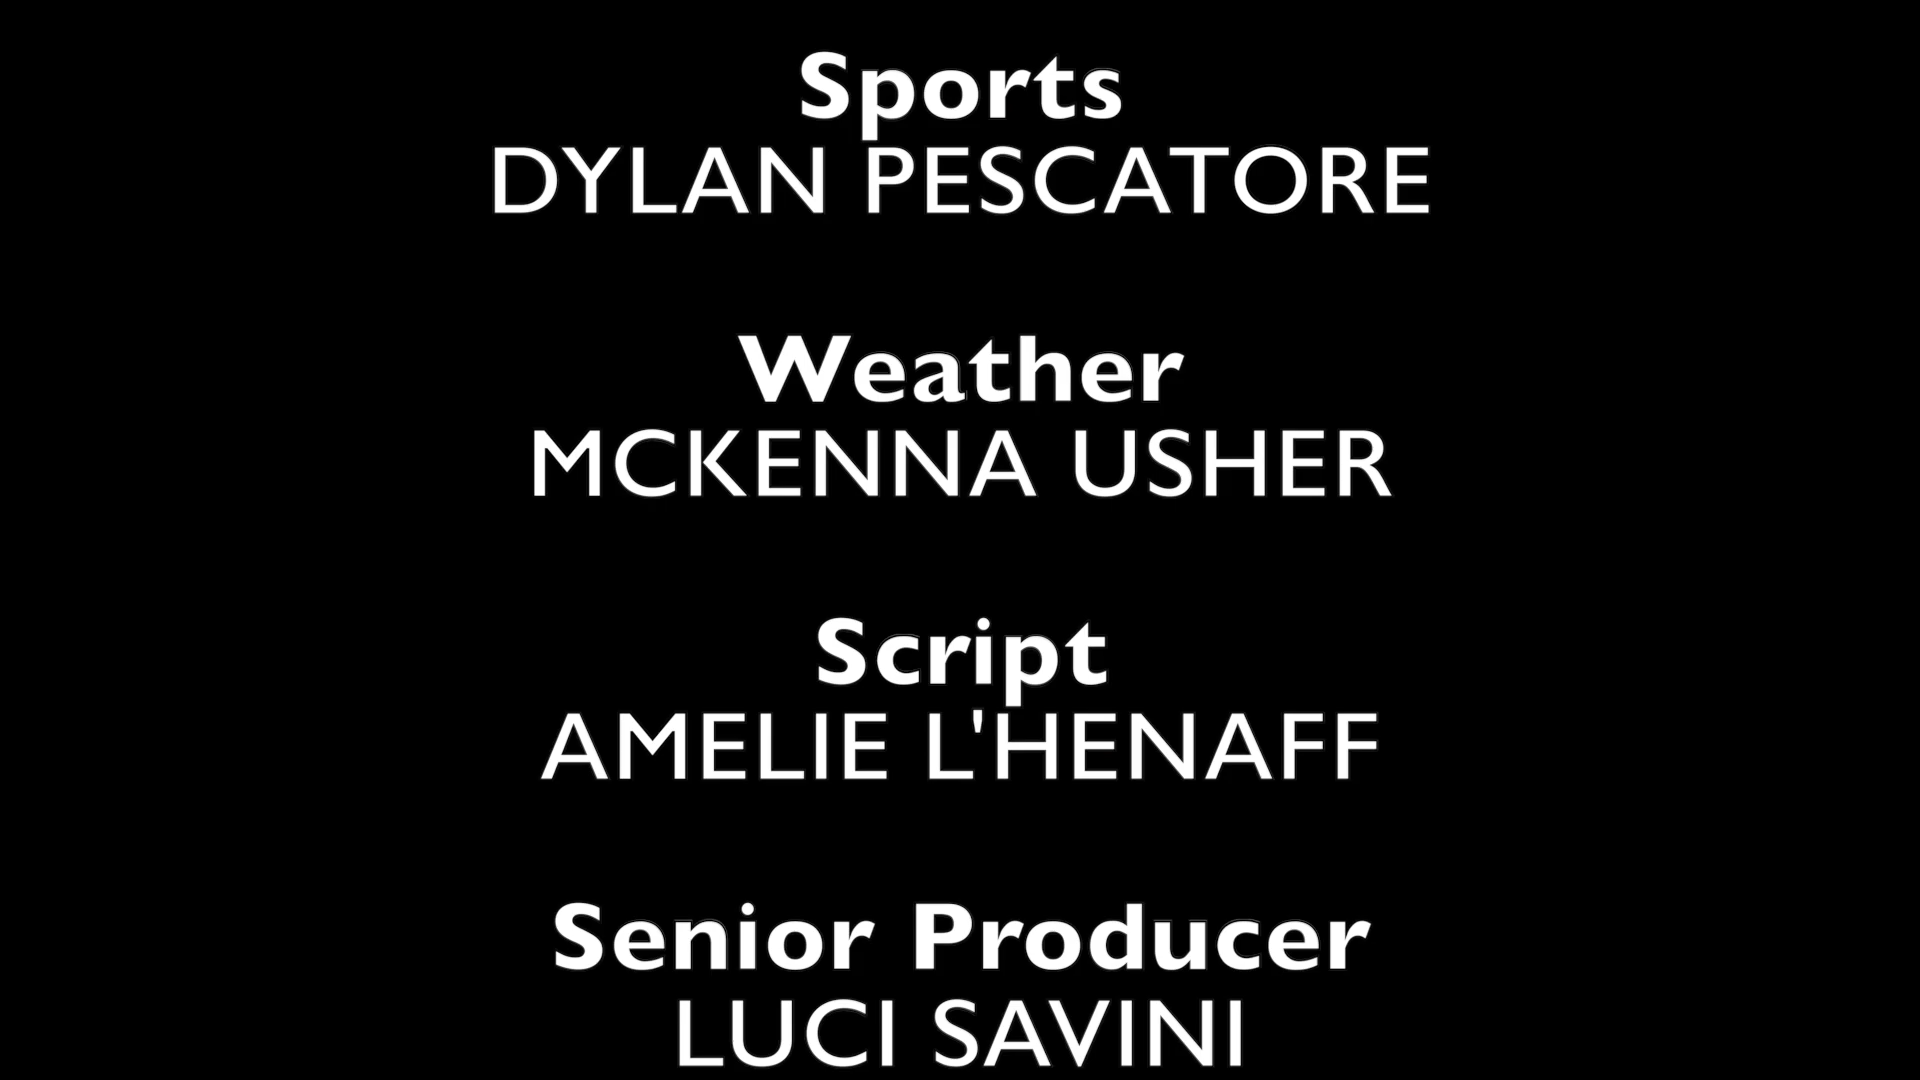 Sports
DYLAN PESCATORE
Weather
MCKENNA USHER
Script
AMELIE L'HENAFF
Senior Producer
LUCI SAVINI